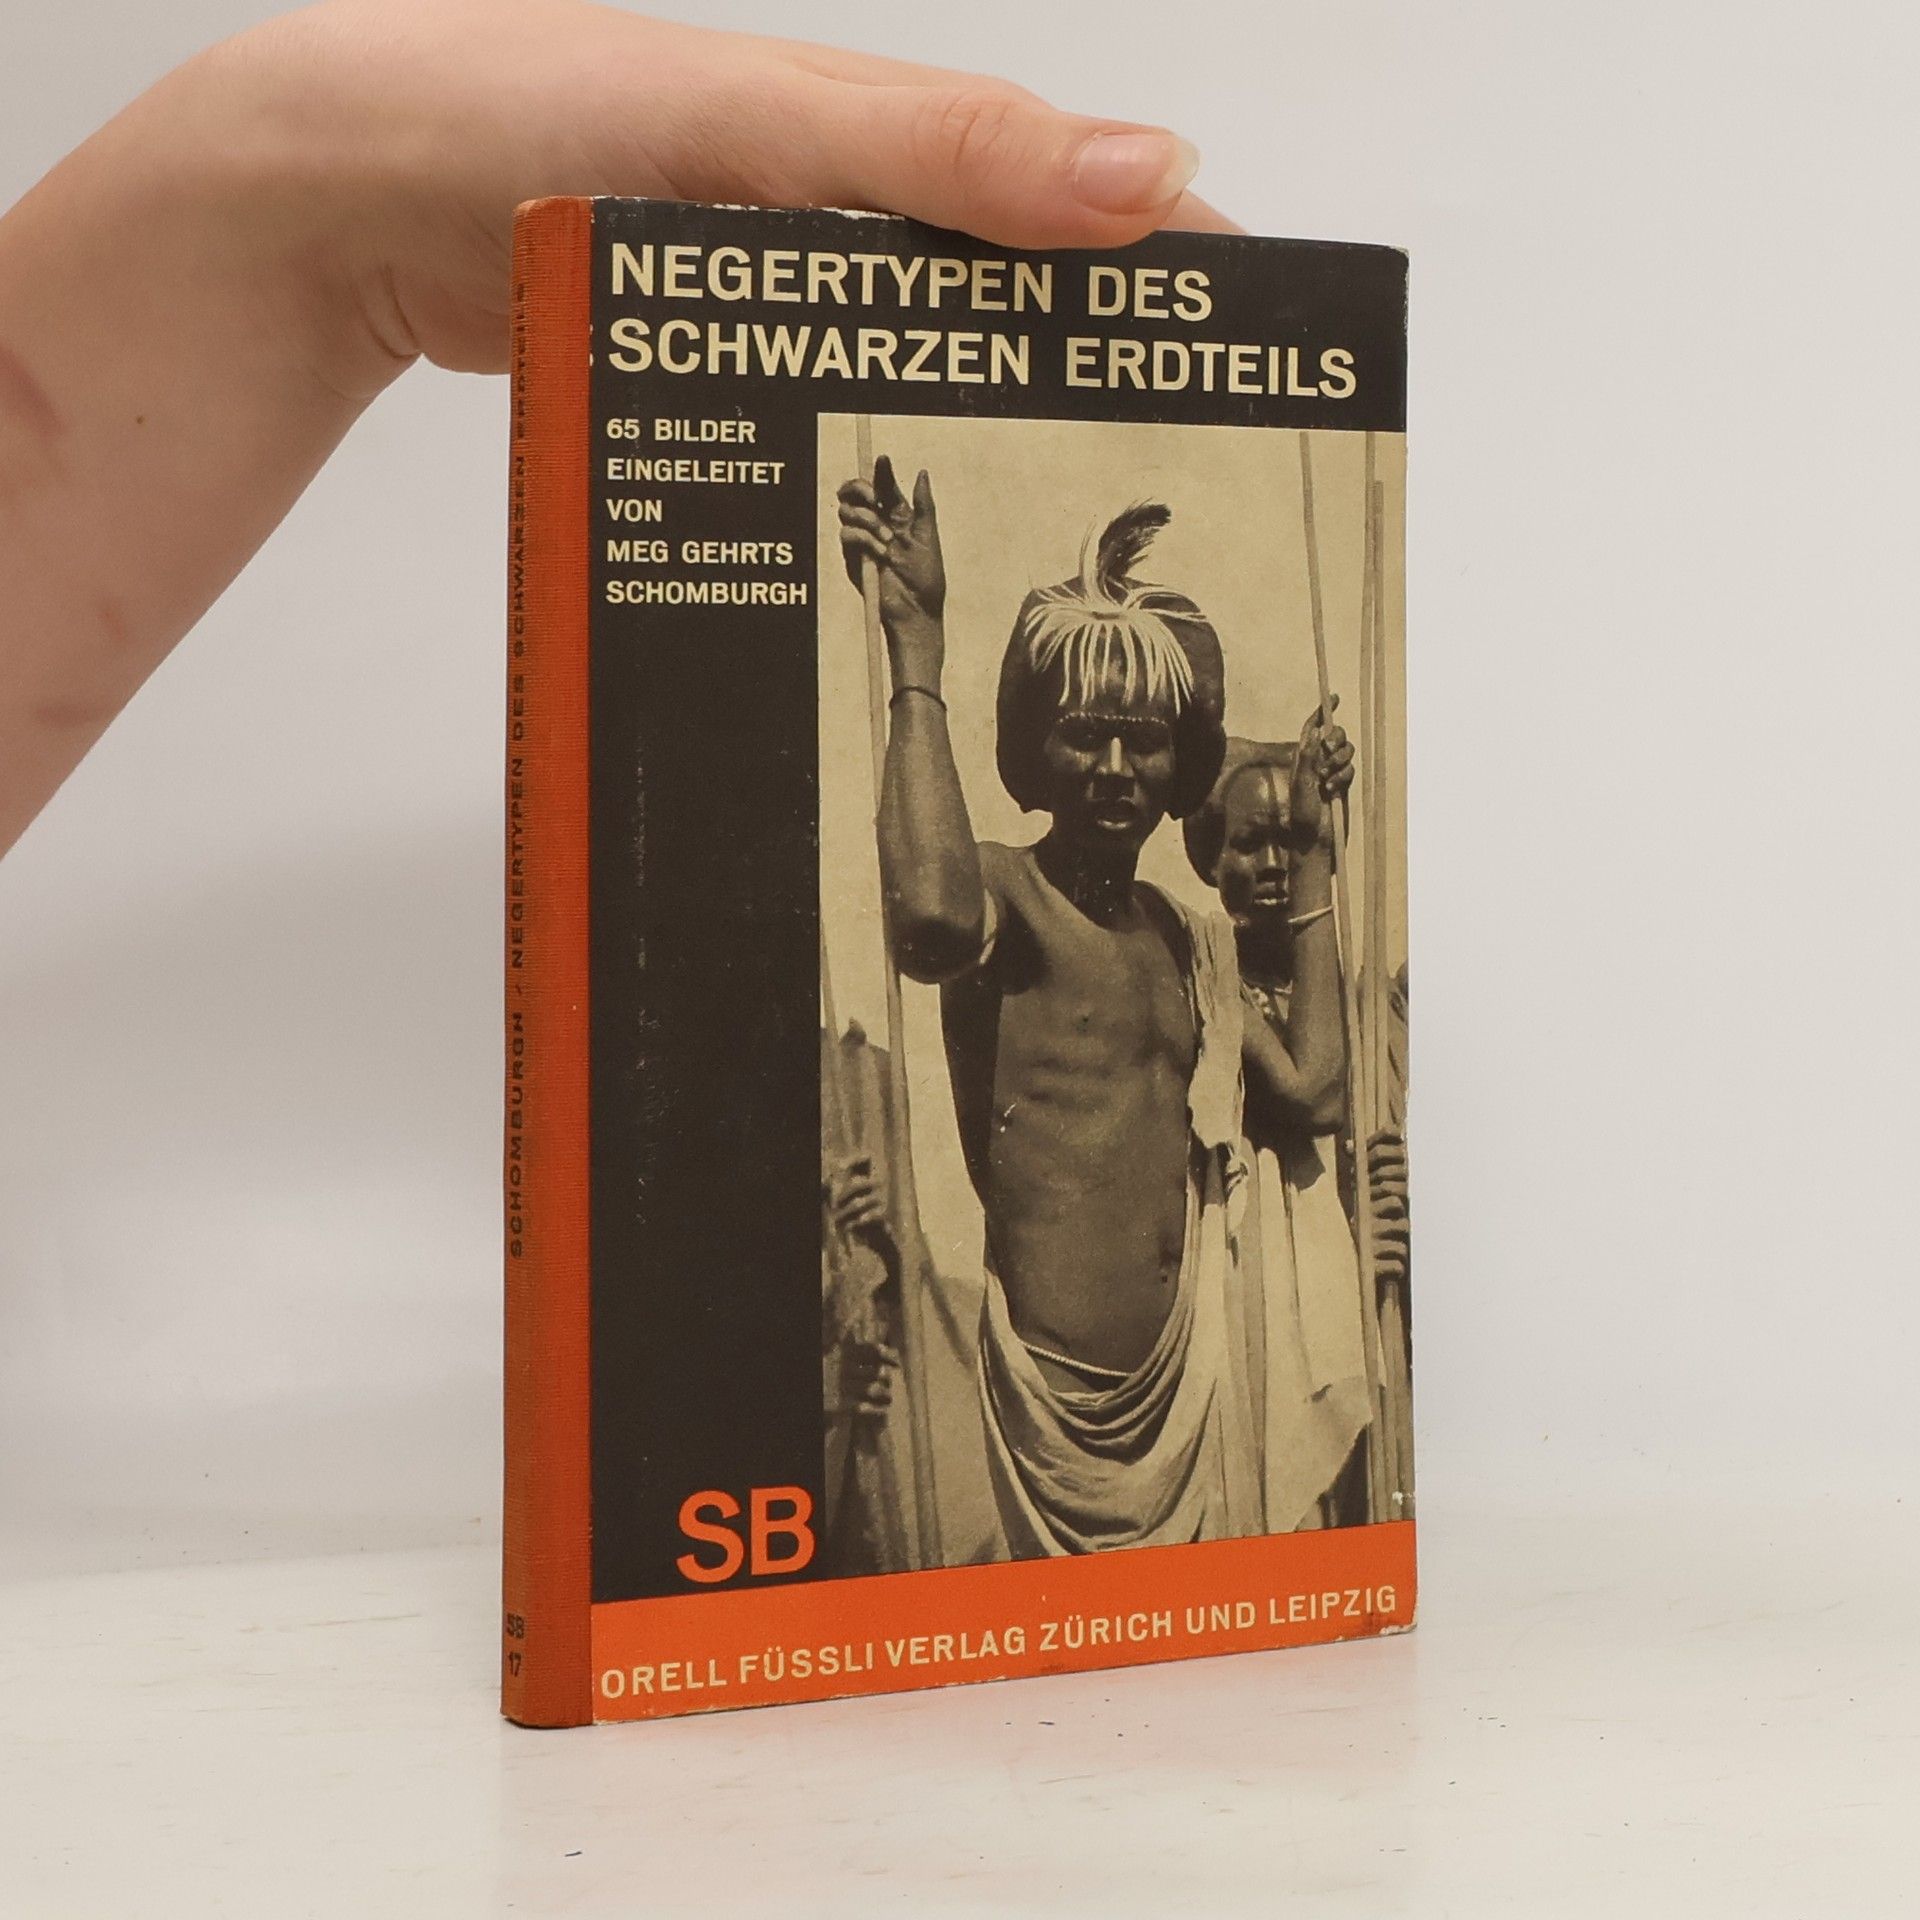 NEGERTYPEN DES
SCHWARZEN ERDTEILS
65 BILDER
EINGELEITET
VON
MEG GEHRTS
SCHOMBURGH
SB
ORELL FÜSSLI VERLAG ZÜRICH UND LEIPZIG
SCHOMBURGH / NEGERTYPEN DES SCHWARZEN ERDTEILS
SB
17